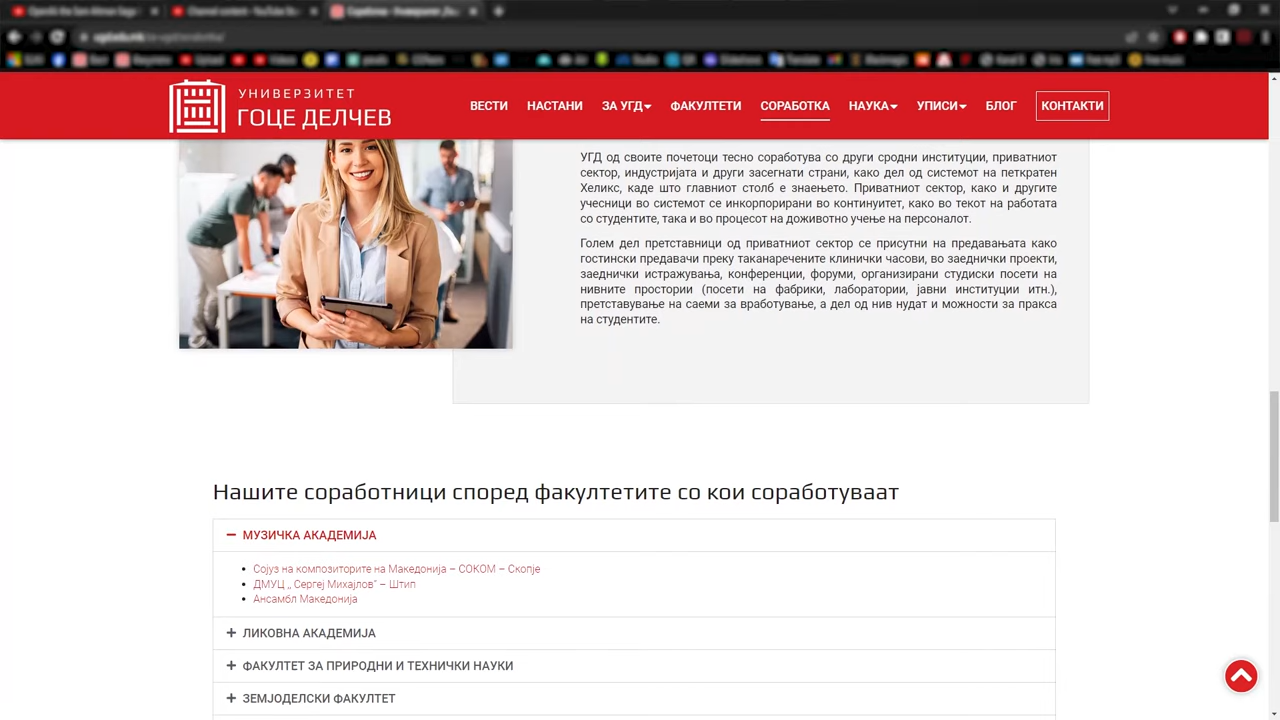 УНИВЕРЗИТЕТ
ГОЦЕ ДЕЛЧЕВ
ВЕСТИ НАСТАНИ ЗА УГД ФАКУЛТЕТИ СОРАБОТКА НАУКА УПИСИ БЛОГ КОНТАКТИ
УГД од своите почетоци тесно соработува со други сродни институции, приватниот
сектор, индустријата и други засегнати страни, како дел од системот на петкратен
Хеликс, каде што главниот столб е знаењето. Приватниот сектор, како и другите
учесници во системот се инкорпорирани во континуитет, како во текот на работата
со студентите, така и во процесот на доживотно учење на персоналот.
Голем дел претставници од приватниот сектор се присутни на предавањата како
гостински предавачи преку таканаречените клинички часови, во заеднички проекти,
заеднички истражувања, конференции, форуми, организирани студиски посети на
нивните простории (посети на фабрики, лаборатории, јавни институции итн.),
претставување на саеми за вработување, а дел од нив нудат и можности за пракса
на студентите.
Нашите соработници според факултетите со кои соработуваат
МУЗИЧКА АКАДЕМИЈА
Сојуз на композиторите на Македонија – СОКОМ – Скопје
ДМУЦ ,, Сергеј Михајлов" – Штип
Ансамбл Македонија
ЛИКОВНА АКАДЕМИЈА
ФАКУЛТЕТ ЗА ПРИРОДНИ И ТЕХНИЧКИ НАУКИ
ЗЕМЈОДЕЛСКИ ФАКУЛТЕТ